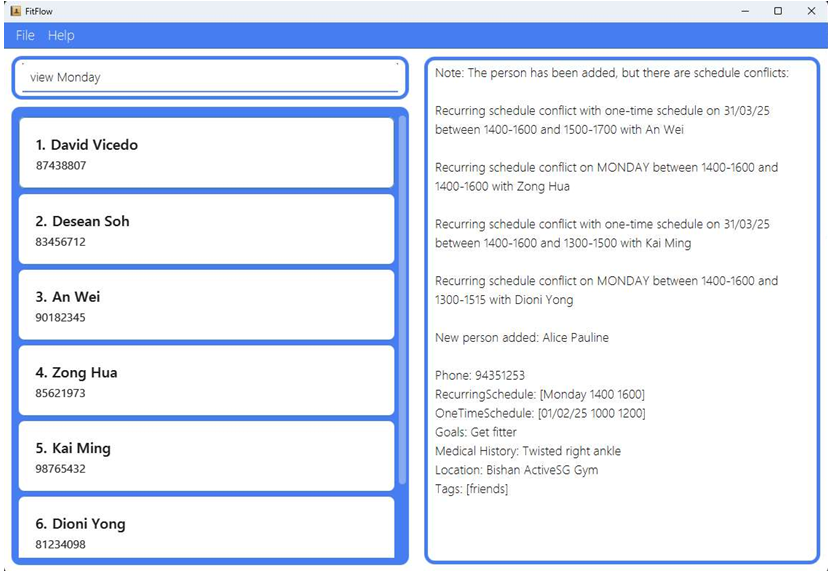 FitFlow
File Help
view Monday
1. David Vicedo
87438807
2. Desean Soh
83456712
3. An Wei
90182345
4. Zong Hua
85621973
5. Kai Ming
98765432
6. Dioni Yong
81234098
Note: The person has been added, but there are schedule conflicts:
Recurring schedule conflict with one-time schedule on 31/03/25
between 1400-1600 and 1500-1700 with An Wei
Recurring schedule conflict on MONDAY between 1400-1600 and
1400-1600 with Zong Hua
Recurring schedule conflict with one-time schedule on 31/03/25
between 1400-1600 and 1300-1500 with Kai Ming
Recurring schedule conflict on MONDAY between 1400-1600 and
1300-1515 with Dioni Yong
New person added: Alice Pauline
Phone: 94351253
RecurringSchedule: [Monday 1400 1600]
OneTimeSchedule: [01/02/25 1000 1200]
Goals: Get fitter
Medical History: Twisted right ankle
Location: Bishan ActiveSG Gym
Tags: [friends]